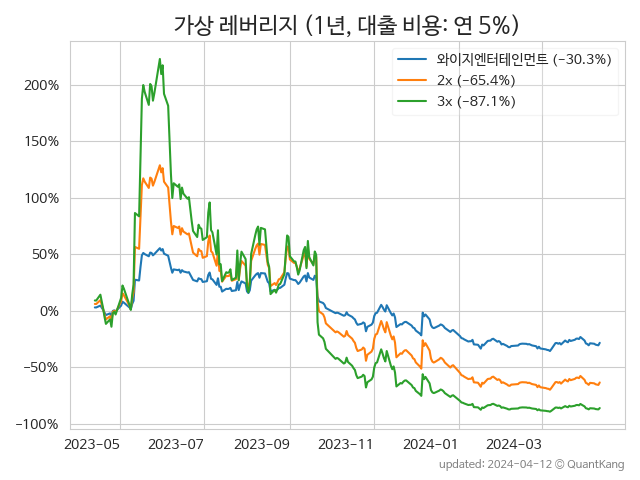 가상 레버리지 (1년, 대출 비용: 연 5%)
와이지엔터테인먼트 (−30.3%)
2x (−65.4%)
3x (−87.1%)
200%
150%
100%
50%
0%
−50%
−100%
2023-05 2023-07 2023-09 2023-11 2024-01 2024-03
updated: 2024-04-12 © QuantKang